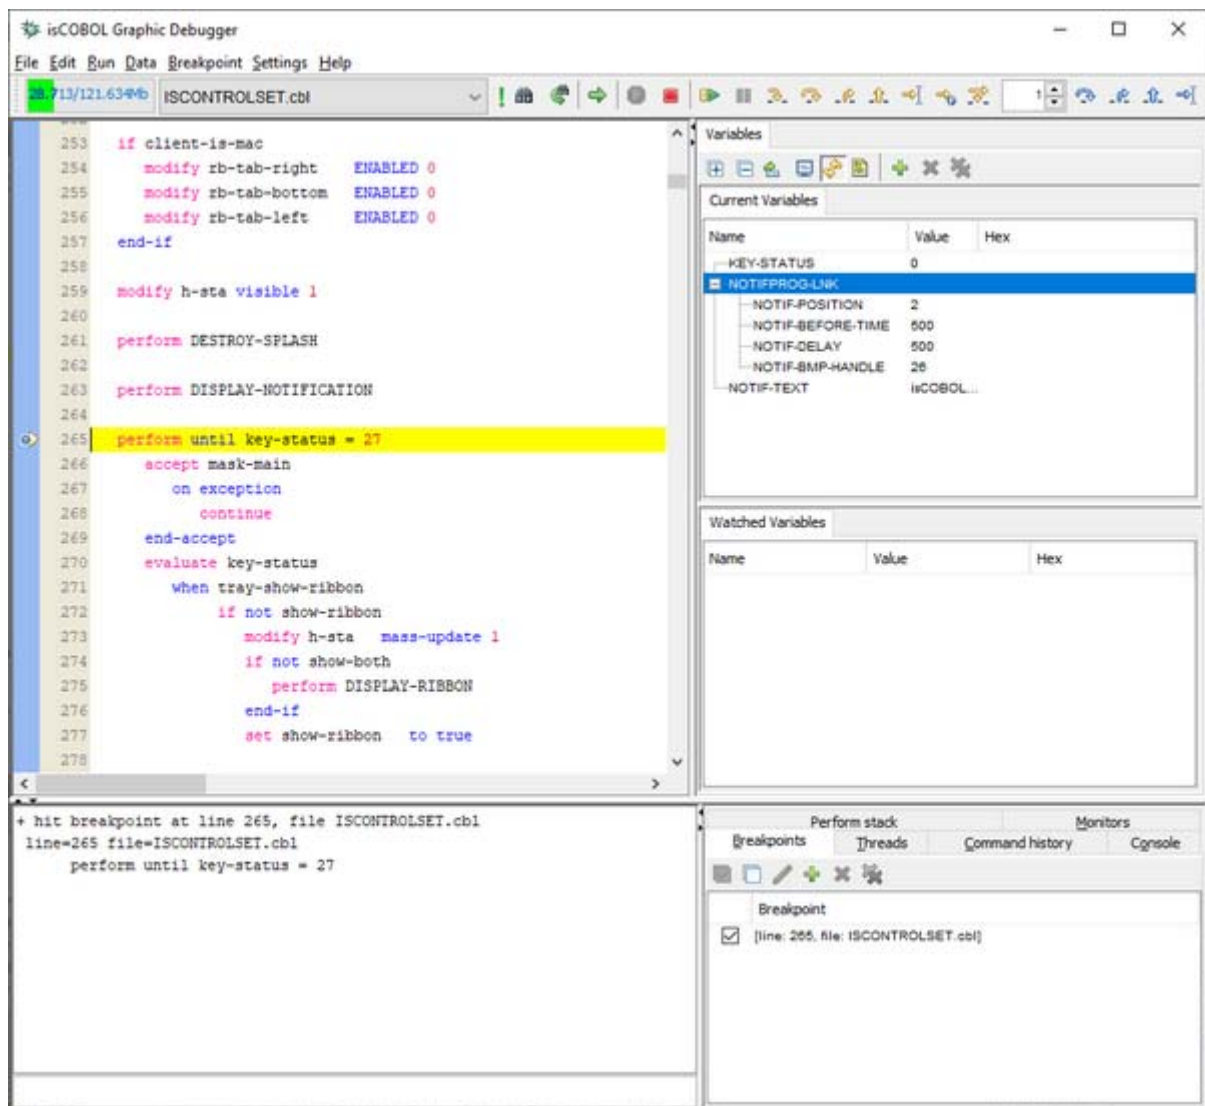 isCOBOL Graphic Debugger
File Edit Run Data Breakpoint Settings Help
28.713/121.634Mb ISCONTROLSET.cbl 1
253 if client-is-mac
254 modify rb-tab-right ENABLED 0
255 modify rb-tab-bottom ENABLED 0
256 modify rb-tab-left ENABLED 0
257 end-if
258
259 modify h-sta visible 1
260
261 perform DESTROY-SPLASH
262
263 perform DISPLAY-NOTIFICATION
264
265 perform until key-status = 27
266 accept mask-main
267 on exception
268 continue
269 end-accept
270 evaluate key-status
271 when tray-show-ribbon
272 if not show-ribbon
273 modify h-sta mass-update 1
274 if not show-both
275 perform DISPLAY-RIBBON
276 end-if
277 set show-ribbon to true
278
Variables
Current Variables
Name Value Hex
KEY-STATUS 0
NOTIFPROG-LNK
NOTIF-POSITION 2
NOTIF-BEFORE-TIME 500
NOTIF-DELAY 500
NOTIF-BMP-HANDLE 26
NOTIF-TEXT isCOBOL...
Watched Variables
Name Value Hex
+ hit breakpoint at line 265, file ISCONTROLSET.cbl
line=265 file=ISCONTROLSET.cbl
perform until key-status = 27
Perform stack Monitors
Breakpoints Threads Command history Console
Breakpoint
[line: 265, file: ISCONTROLSET.cbl]